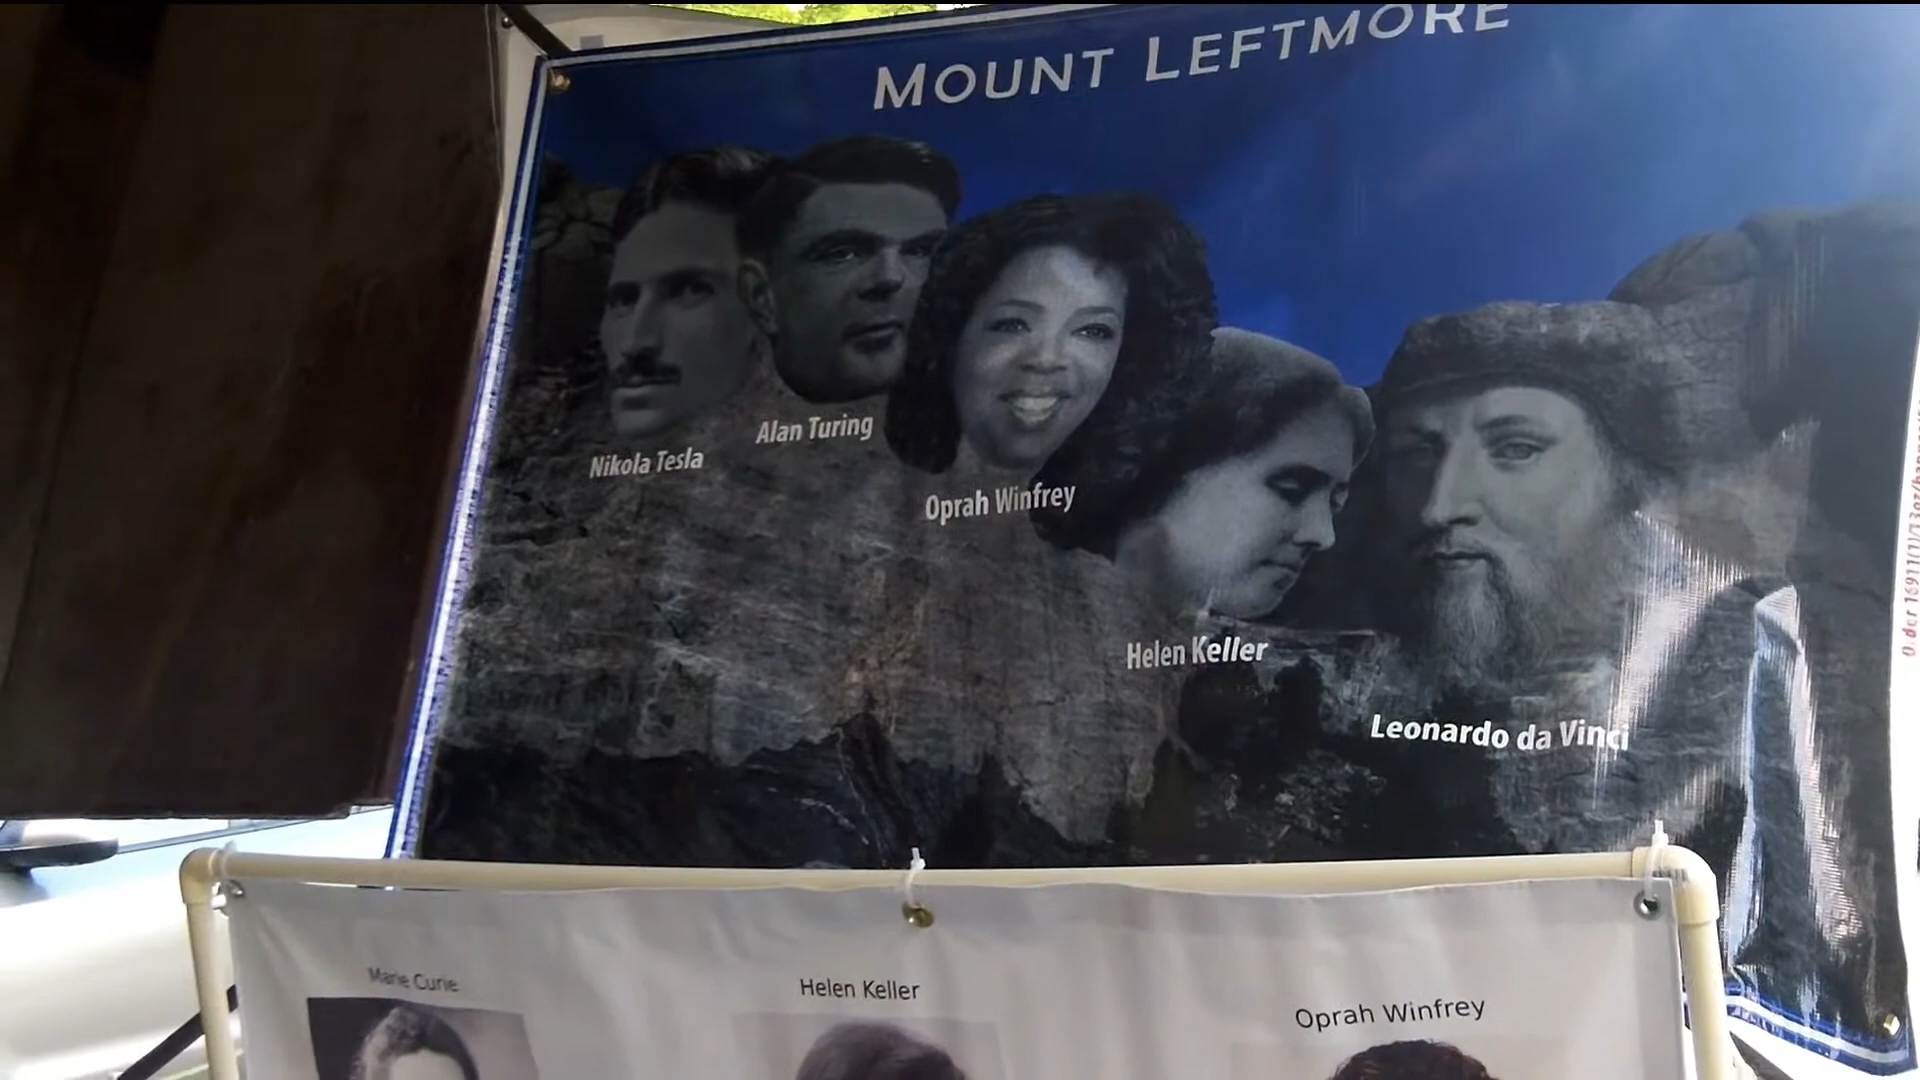 MOUNT LEFTMORE
Nikola Tesla
Alan Turing
Oprah Winfrey
Helen Keller
Leonardo da Vinci
Marie Curie
Helen Keller
Oprah Winfrey